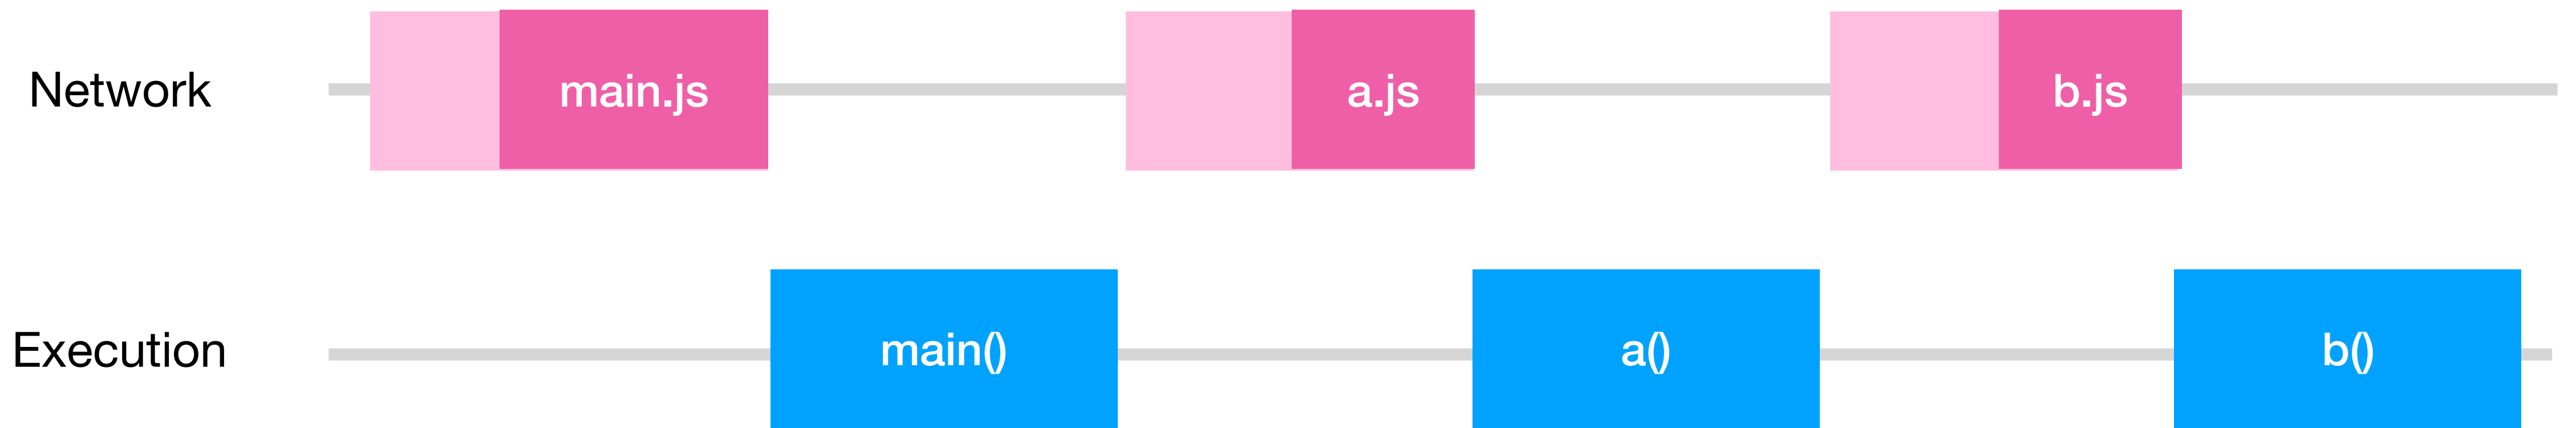 Network
main.js
a.js
b.js
Execution
main()
a()
b()